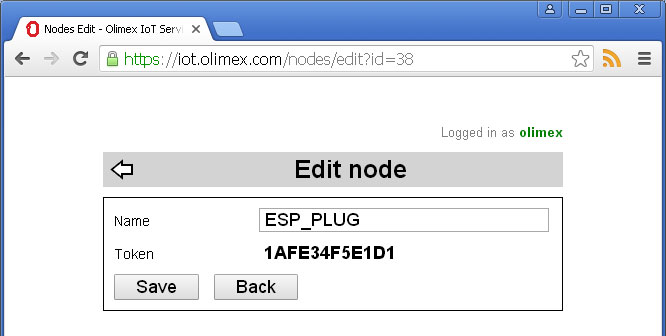 Nodes Edit - Olimex IoT Servi
https://iot.olimex.com/nodes/edit?id=38
Logged in as olimex
Edit node
Name ESP_PLUG
Token 1AFE34F5E1D1
Save Back